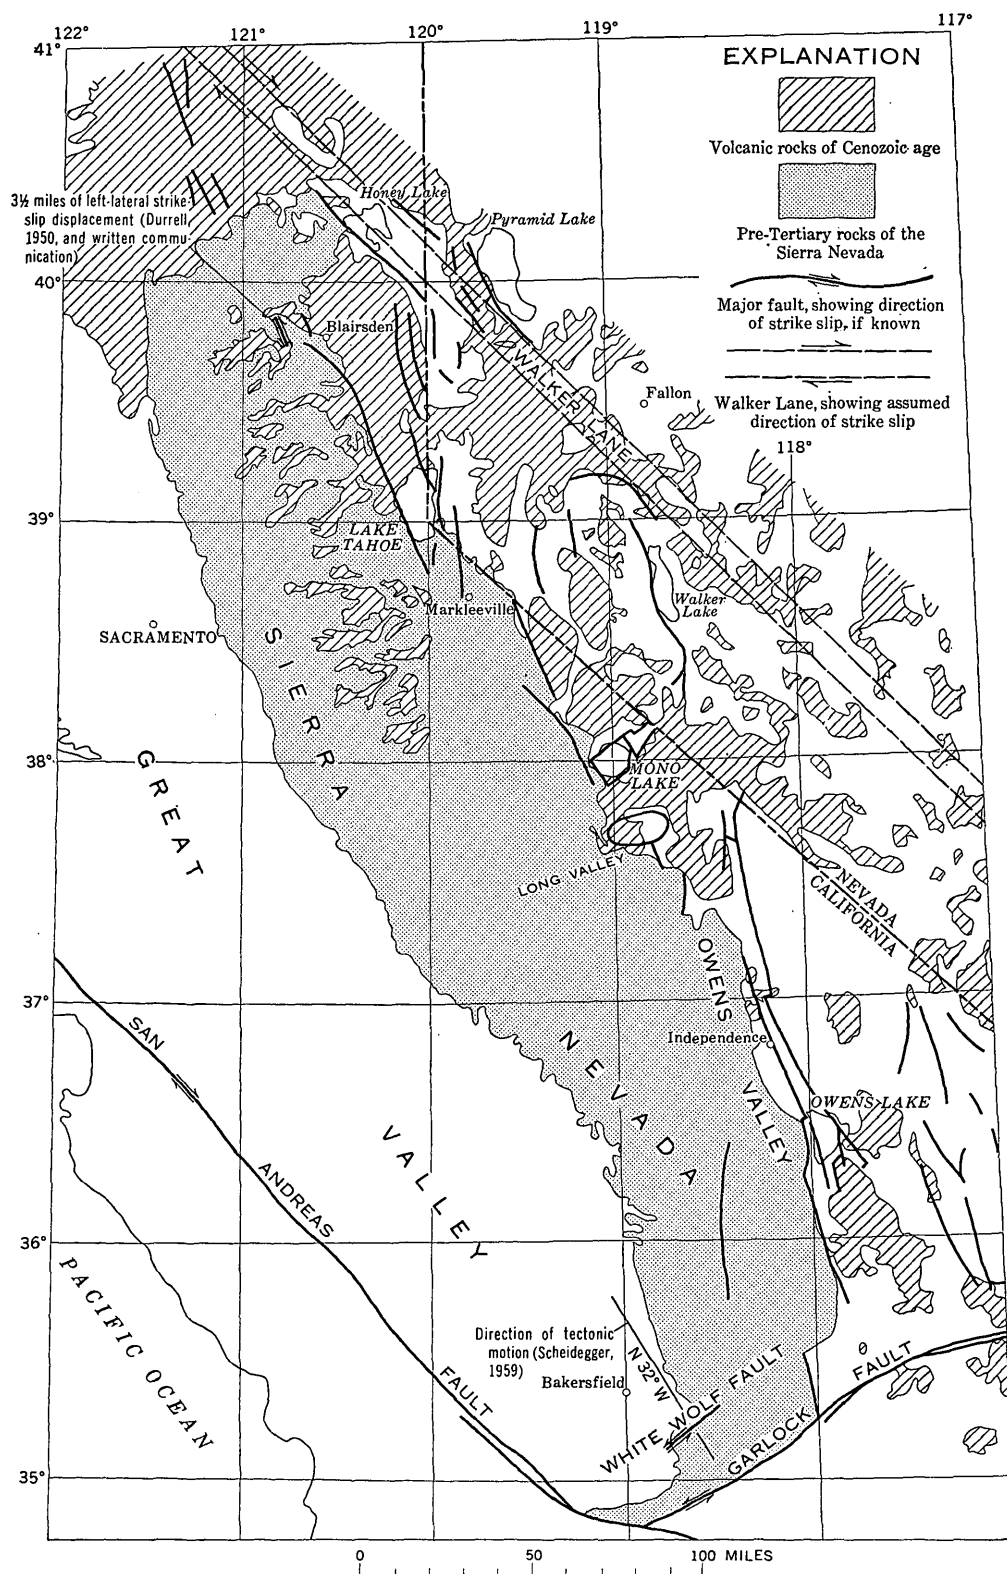 122° 121° 120° 119° 117°
41°
EXPLANATION
Volcanic rocks of Cenozoic age
Pre-Tertiary rocks of the
Sierra Nevada
Major fault, showing direction
of strike slip, if known
Walker Lane, showing assumed
direction of strike slip
118°
3½ miles of left-lateral strike-
slip displacement (Durrell,
1950, and written commu-
nication)
Honey Lake
Pyramid Lake
40°
Blairsden
WALKER LANE
Fallon
39°
LAKE
TAHOE
Markleeville
Walker
Lake
SACRAMENTO
SIERRA
38°
GREAT
MONO
LAKE
LONG VALLEY
NEVADA
CALIFORNIA
OWENS
37°
SAN
NEVADA
Independence
VALLEY
OWENS LAKE
VALLEY
ANDREAS
36°
PACIFIC OCEAN
Direction of tectonic
motion (Scheidegger,
1959)
N 32° W
Bakersfield
FAULT
WHITE WOLF FAULT
GARLOCK
FAULT
35°
0 50 100 MILES